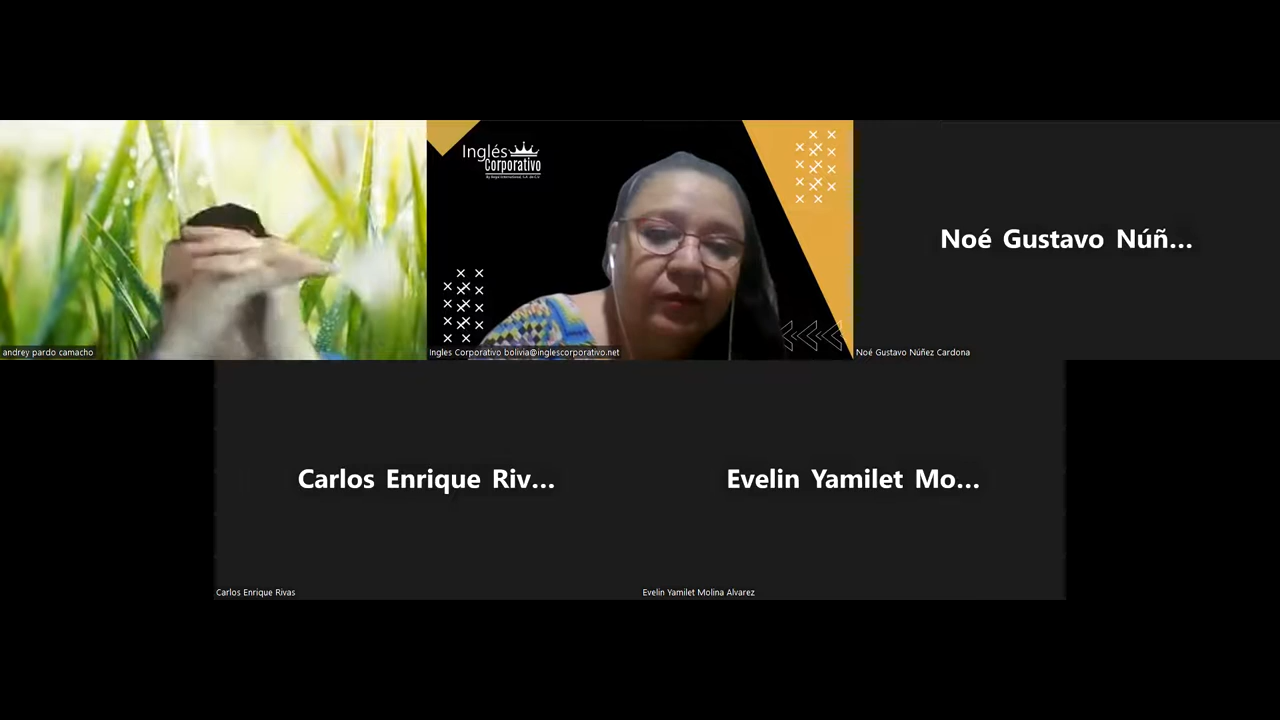 Inglés
Corporativo
Noé Gustavo Núñ...
andrey pardo camacho
Ingles Corporativo bolivia@inglescorporativo.net
Noé Gustavo Núñez Cardona
Carlos Enrique Riv...
Evelin Yamilet Mo...
Carlos Enrique Rivas
Evelin Yamilet Molina Alvarez